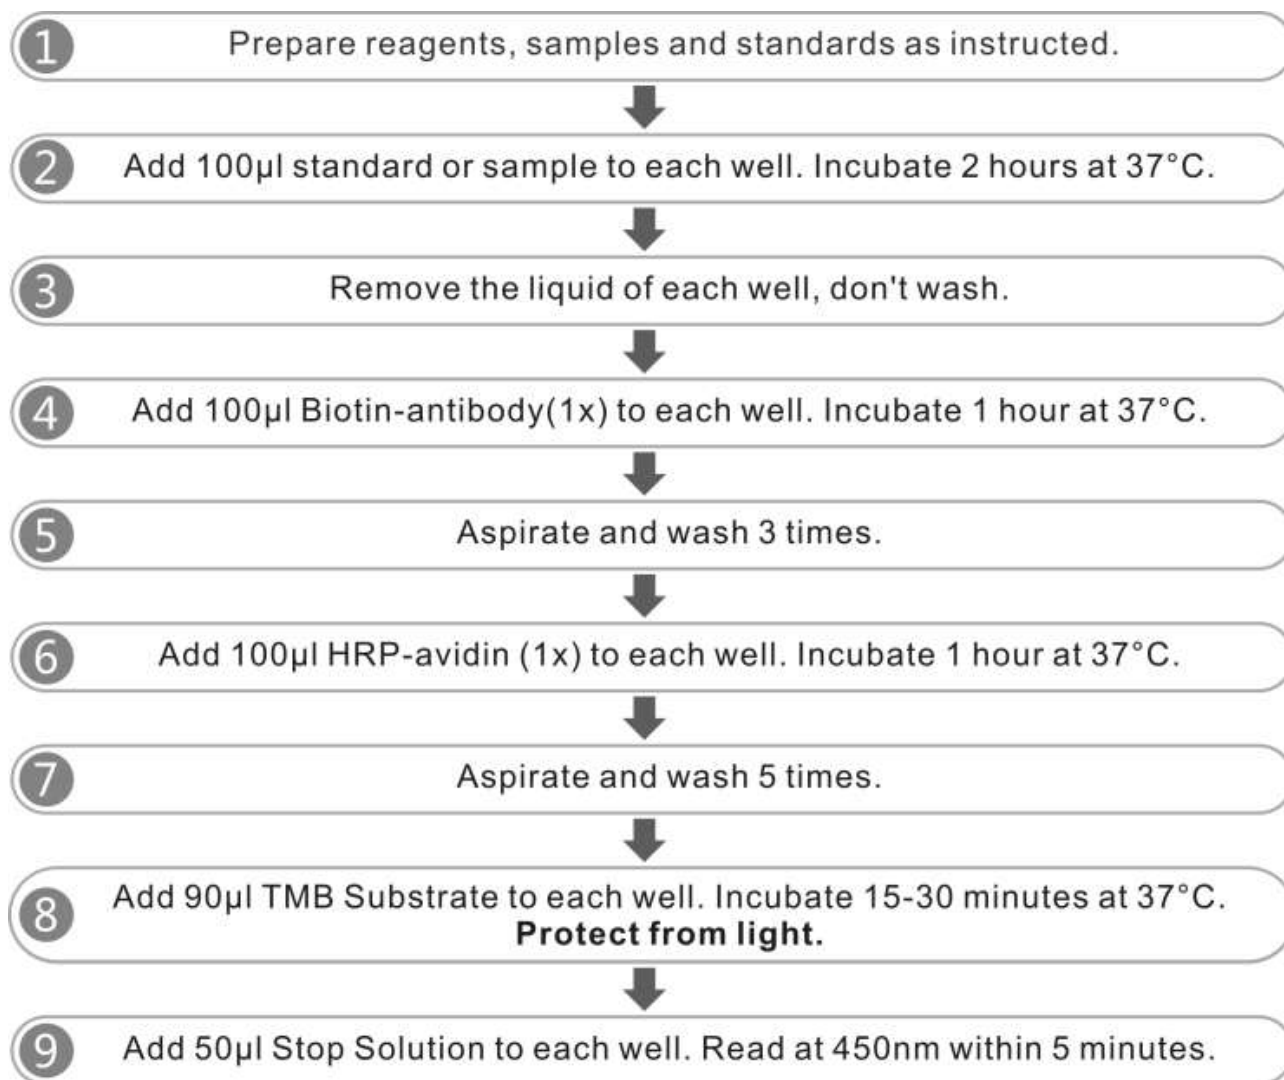 1 Prepare reagents, samples and standards as instructed.
2 Add 100µl standard or sample to each well. Incubate 2 hours at 37°C.
3 Remove the liquid of each well, don't wash.
4 Add 100µl Biotin-antibody(1x) to each well. Incubate 1 hour at 37°C.
5 Aspirate and wash 3 times.
6 Add 100µl HRP-avidin (1x) to each well. Incubate 1 hour at 37°C.
7 Aspirate and wash 5 times.
8 Add 90µl TMB Substrate to each well. Incubate 15-30 minutes at 37°C.
Protect from light.
9 Add 50µl Stop Solution to each well. Read at 450nm within 5 minutes.